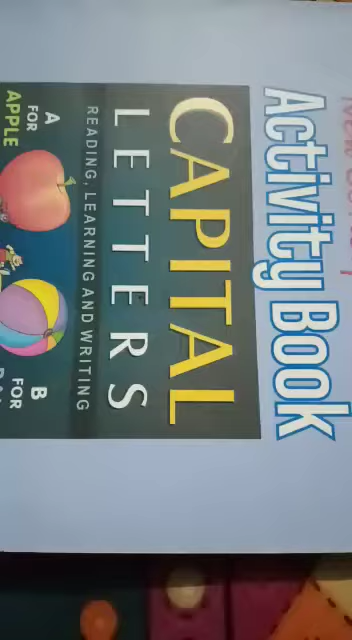 Activity Book
CAPITAL
LETTERS
READING, LEARNING AND WRITING
A
FOR
APPLE
B
FOR